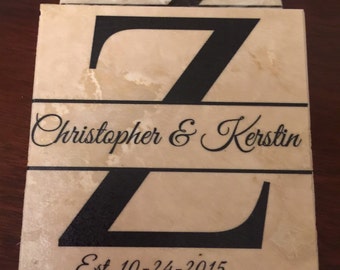 Z
Christopher & Kerstin
Est. 10-24-2015